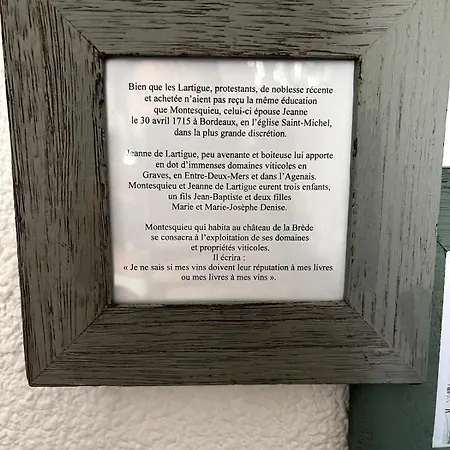 Bien que les Lartigue, protestants, de noblesse récente
et achetée n'aient pas reçu la même éducation
que Montesquieu, celui-ci épouse Jeanne
le 30 avril 1715 à Bordeaux, en l'église Saint-Michel,
dans la plus grande discrétion.
Jeanne de Lartigue, peu avenante et boiteuse lui apporte
en dot d'immenses domaines viticoles en
Graves, en Entre-Deux-Mers et dans l'Agenais.
Montesquieu et Jeanne de Lartigue eurent trois enfants,
un fils Jean-Baptiste et deux filles
Marie et Marie-Josèphe Denise.
Montesquieu qui habita au château de la Brède
se consacra à l'exploitation de ses domaines
et propriétés viticoles.
Il écrira :
« Je ne sais si mes vins doivent leur réputation à mes livres
ou mes livres à mes vins ».